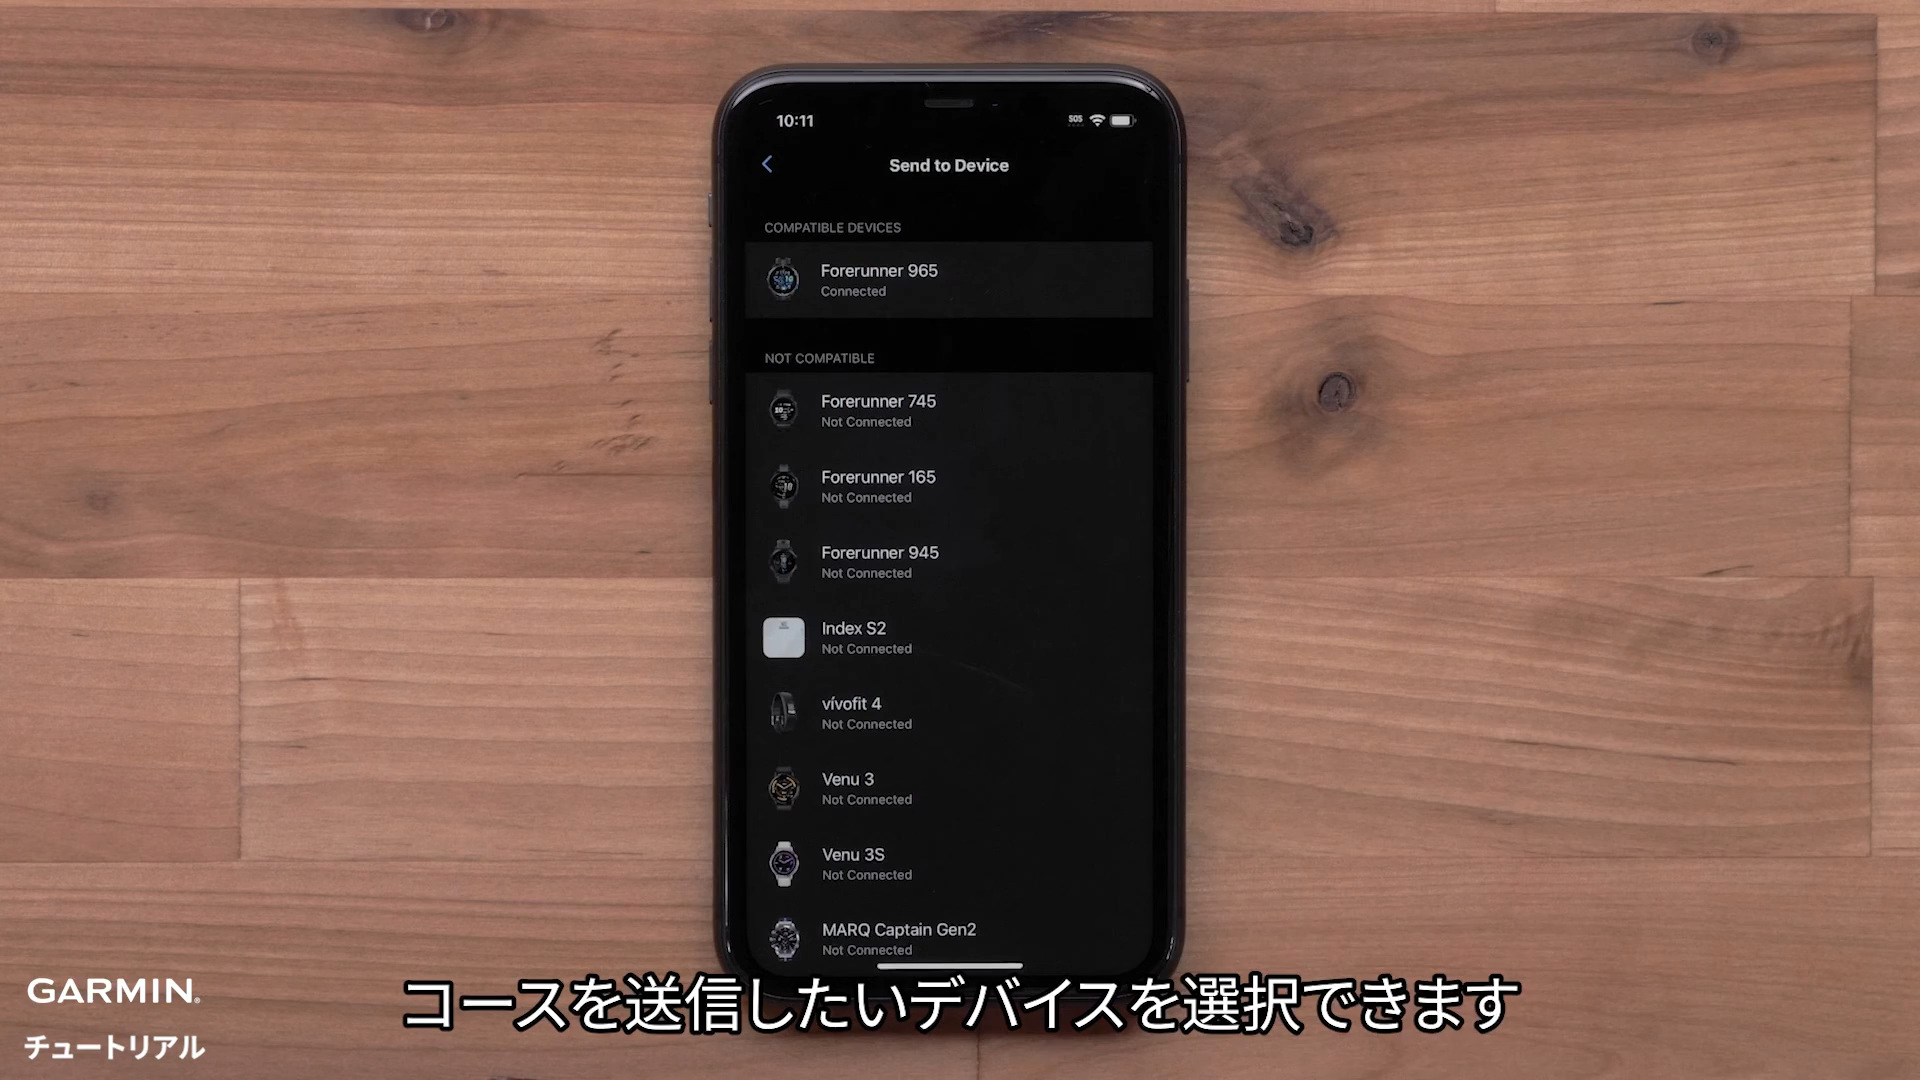 10:11
SOS
Send to Device
COMPATIBLE DEVICES
Forerunner 965
Connected
NOT COMPATIBLE
Forerunner 745
Not Connected
Forerunner 165
Not Connected
Forerunner 945
Not Connected
Index S2
Not Connected
vívofit 4
Not Connected
Venu 3
Not Connected
Venu 3S
Not Connected
MARQ Captain Gen2
Not Connected
コースを送信したいデバイスを選択できます
GARMIN®
チュートリアル